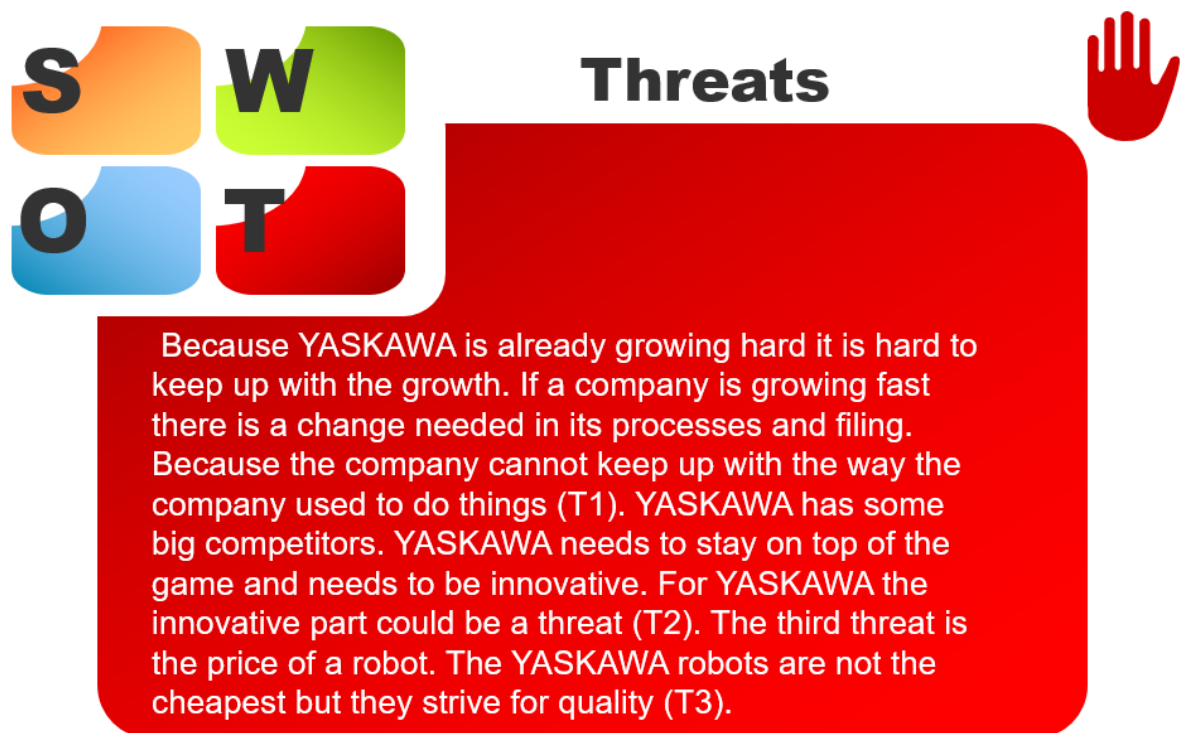 S W
Threats
O T
Because YASKAWA is already growing hard it is hard to
keep up with the growth. If a company is growing fast
there is a change needed in its processes and filing.
Because the company cannot keep up with the way the
company used to do things (T1). YASKAWA has some
big competitors. YASKAWA needs to stay on top of the
game and needs to be innovative. For YASKAWA the
innovative part could be a threat (T2). The third threat is
the price of a robot. The YASKAWA robots are not the
cheapest but they strive for quality (T3).